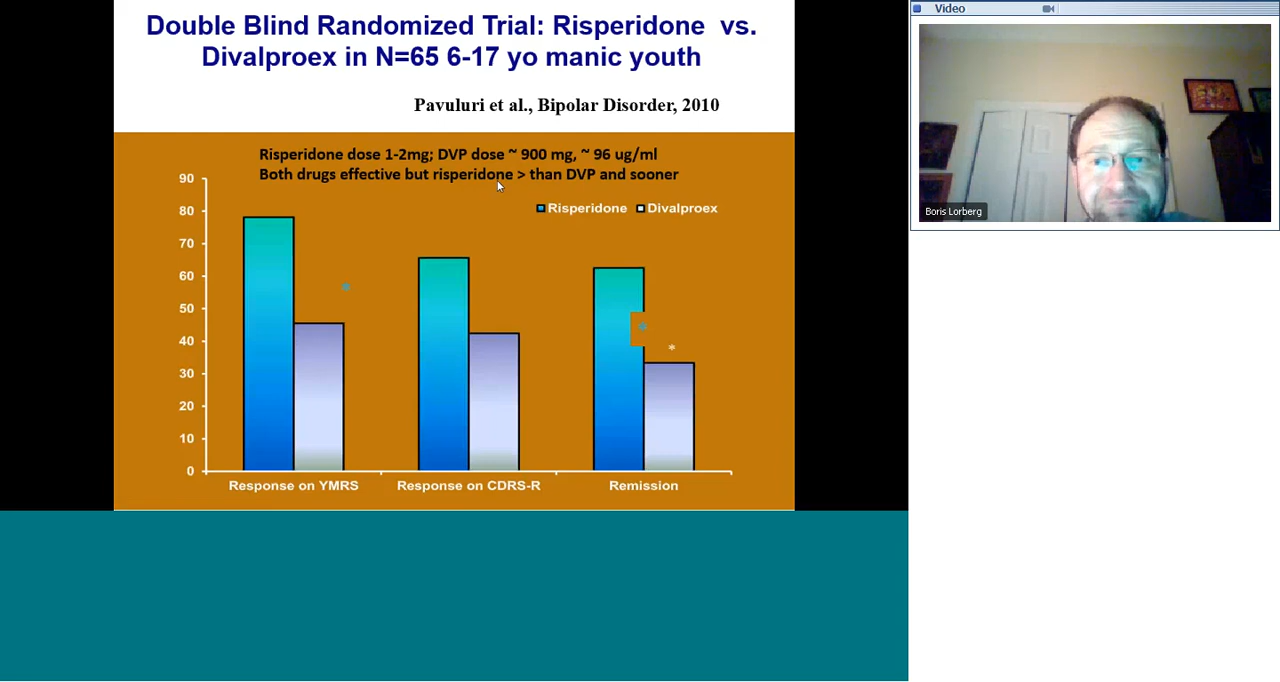 Double Blind Randomized Trial: Risperidone vs.
Divalproex in N=65 6-17 yo manic youth
Pavuluri et al., Bipolar Disorder, 2010
Risperidone dose 1-2mg; DVP dose ~ 900 mg, ~ 96 ug/ml
Both drugs effective but risperidone > than DVP and sooner
Risperidone Divalproex
90
80
70
60
50
40
30
20
10
0
*
*
*
Response on YMRS Response on CDRS-R Remission
Video
Boris Lorberg